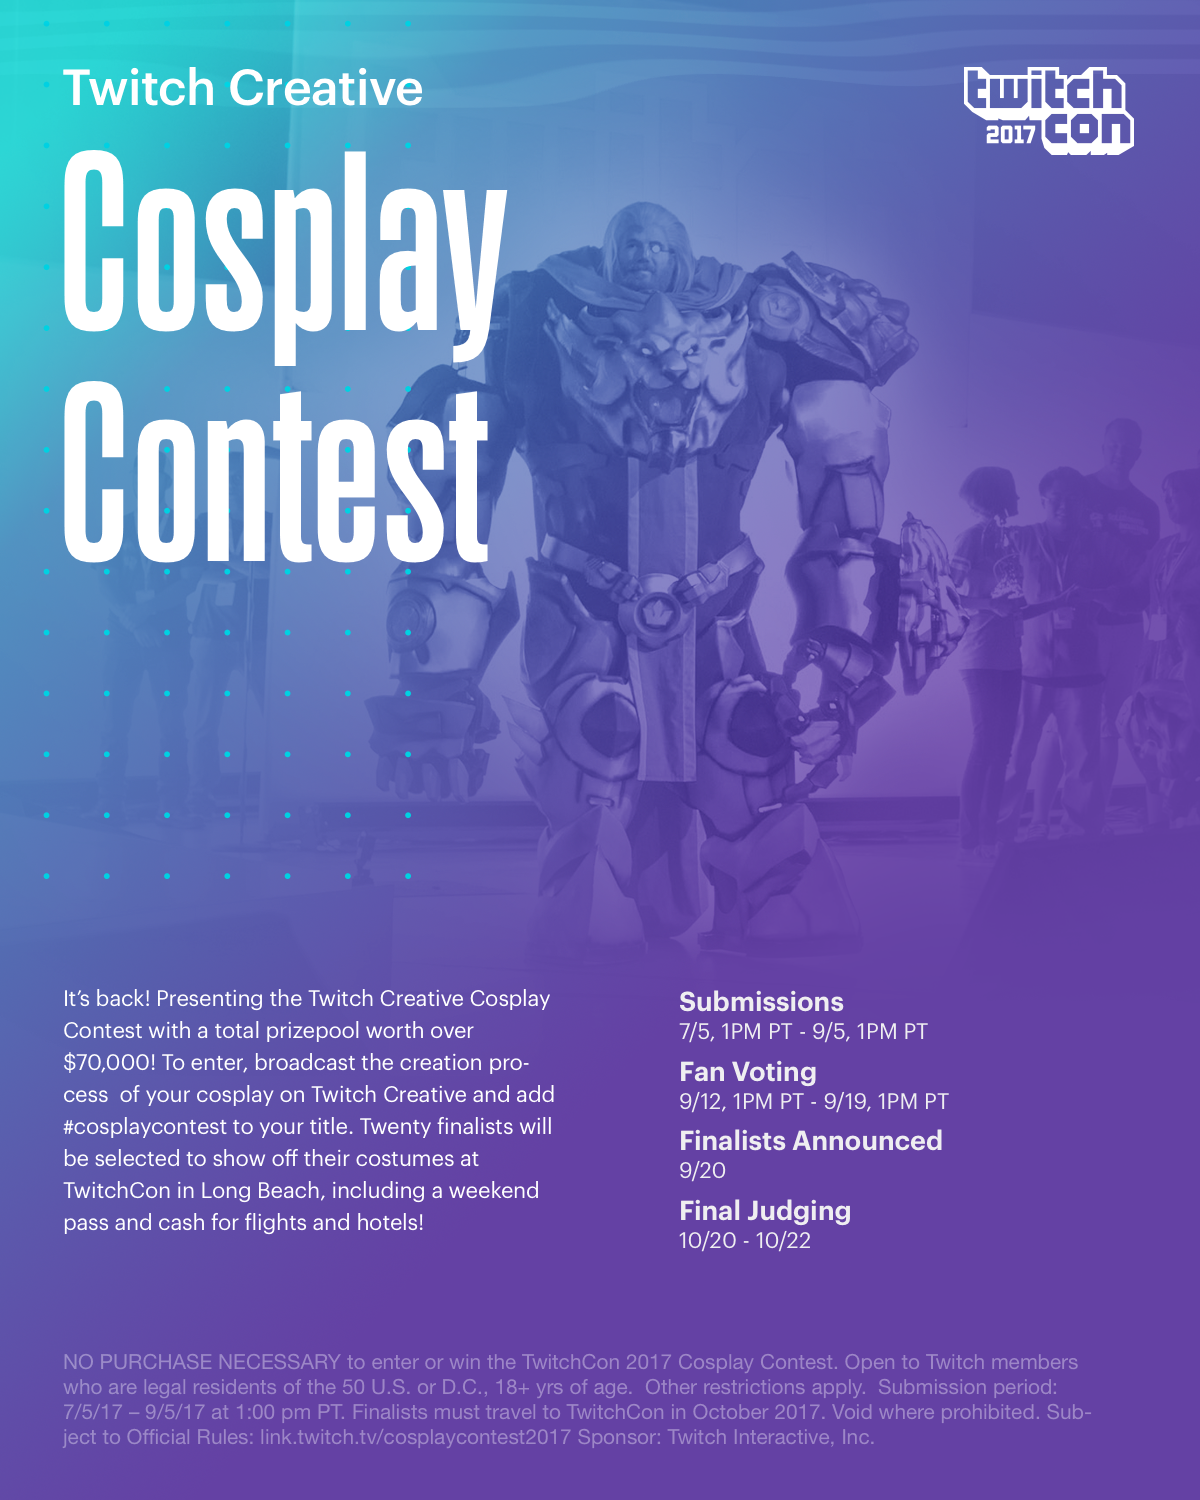 Twitch Creative
twitch
2017 con
Cosplay
Contest
It's back! Presenting the Twitch Creative Cosplay
Contest with a total prizepool worth over
$70,000! To enter, broadcast the creation pro-
cess  of your cosplay on Twitch Creative and add
#cosplaycontest to your title. Twenty finalists will
be selected to show off their costumes at
TwitchCon in Long Beach, including a weekend
pass and cash for flights and hotels!
Submissions
7/5, 1PM PT - 9/5, 1PM PT
Fan Voting
9/12, 1PM PT - 9/19, 1PM PT
Finalists Announced
9/20
Final Judging
10/20 - 10/22
NO PURCHASE NECESSARY to enter or win the TwitchCon 2017 Cosplay Contest. Open to Twitch members
who are legal residents of the 50 U.S. or D.C., 18+ yrs of age.  Other restrictions apply.  Submission period:
7/5/17 – 9/5/17 at 1:00 pm PT. Finalists must travel to TwitchCon in October 2017. Void where prohibited. Sub-
ject to Official Rules: link.twitch.tv/cosplaycontest2017 Sponsor: Twitch Interactive, Inc.